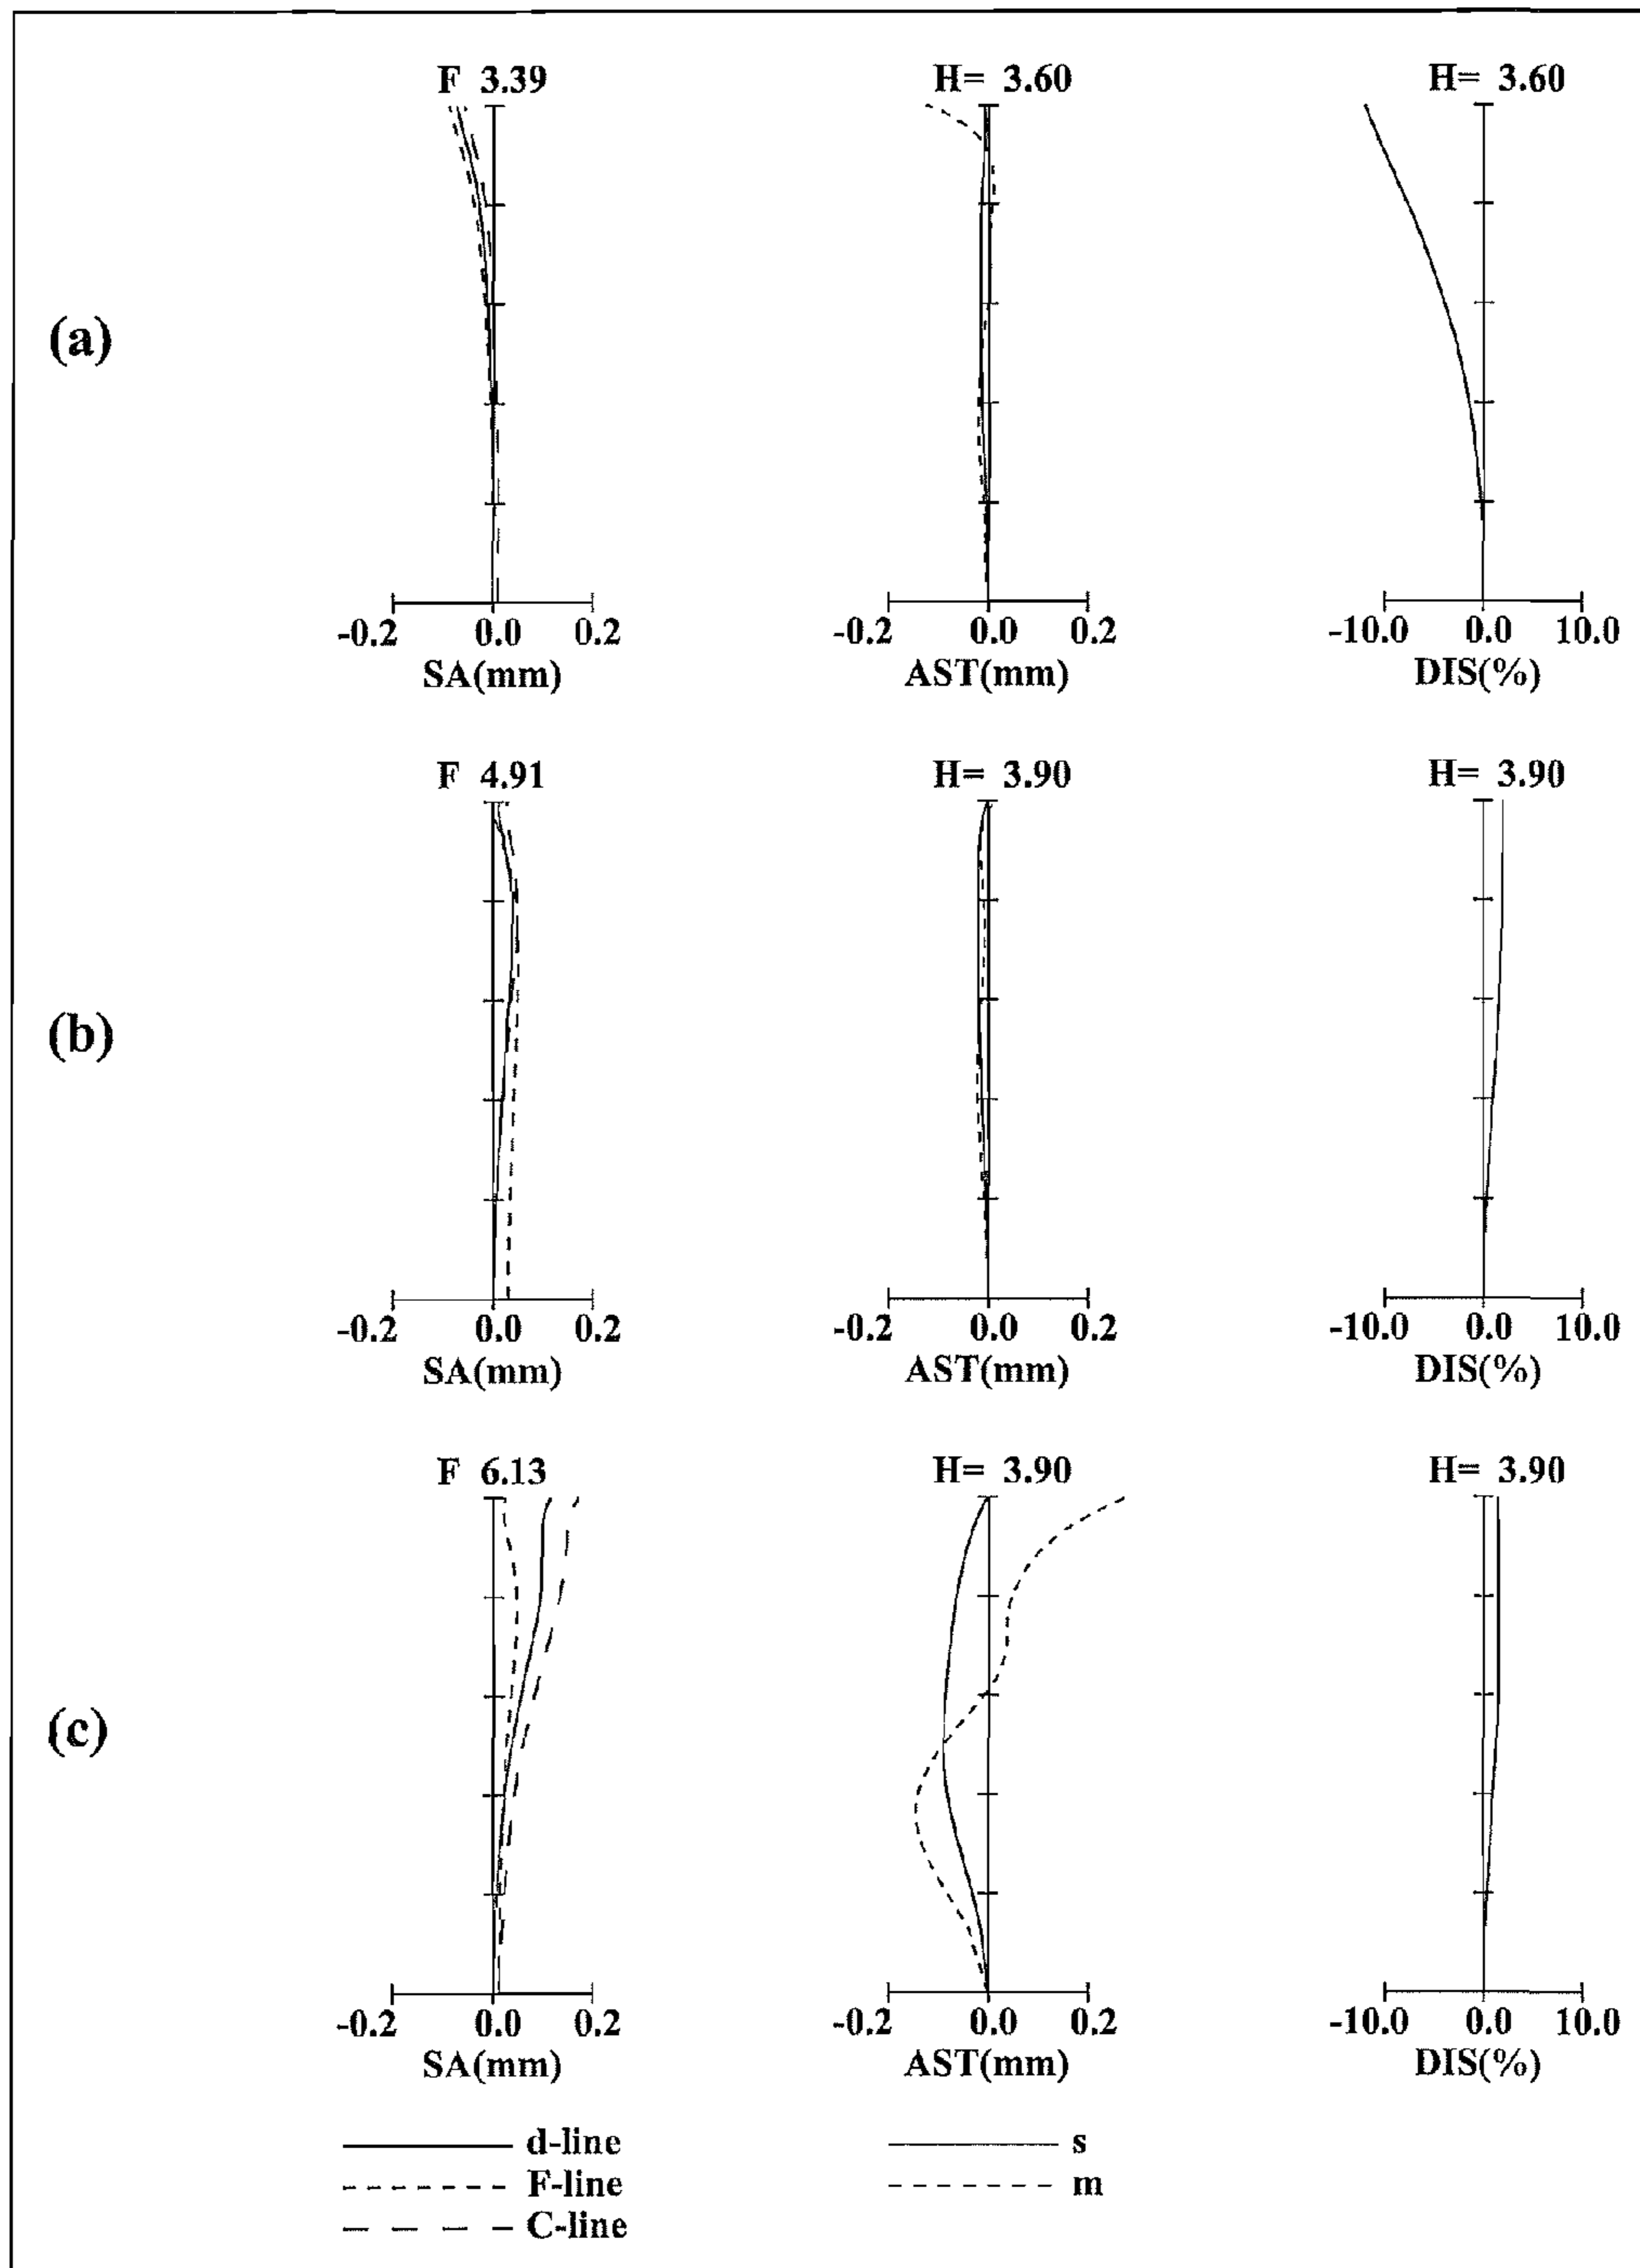 F 3.39 H= 3.60 H= 3.60
(a)
-0.2 0.0 0.2 -0.2 0.0 0.2 -10.0 0.0 10.0
SA(mm) AST(mm) DIS(%)
F 4.91 H= 3.90 H= 3.90
(b)
-0.2 0.0 0.2 -0.2 0.0 0.2 -10.0 0.0 10.0
SA(mm) AST(mm) DIS(%)
F 6.13 H= 3.90 H= 3.90
(c)
-0.2 0.0 0.2 -0.2 0.0 0.2 -10.0 0.0 10.0
SA(mm) AST(mm) DIS(%)
d-line s
F-line m
C-line